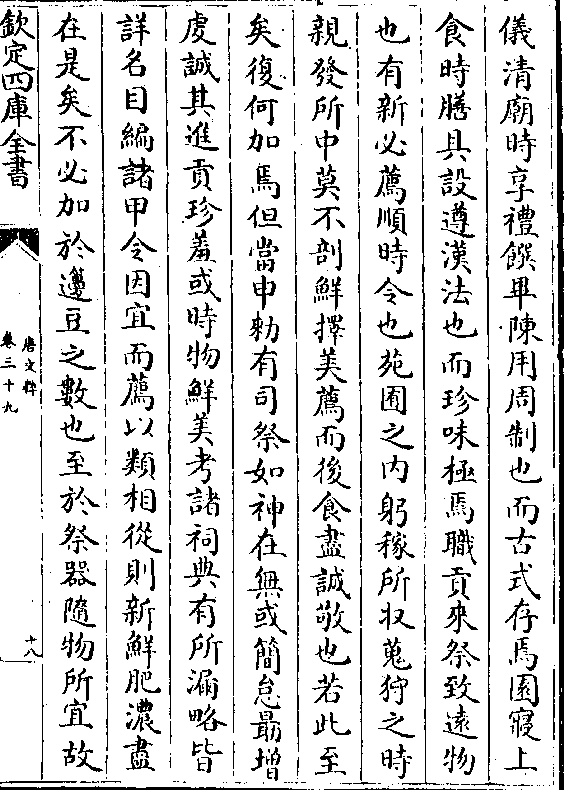 儀清廟時享禮饌畢陳用周制也而古式存焉園寢上
食時膳具設遵漢法也而珍味極焉職貢來祭致遠物
也有新必薦順時令也苑囿之内躬稼所收蒐狩之時
親發所中莫不剖鮮擇美薦而後食盡誠敬也若此至
矣復何加焉但當申勅有司祭如神在無或簡怠朂增
虔誠其進貢珍羞或時物鮮美考諸祠典有所漏略皆
詳名目編諸甲令因宜而薦以類相從則新鮮肥濃盡
在是矣不必加於籩豆之數也至於祭器隨物所宜故
欽定四庫全書
唐文粹
卷三十九
十八